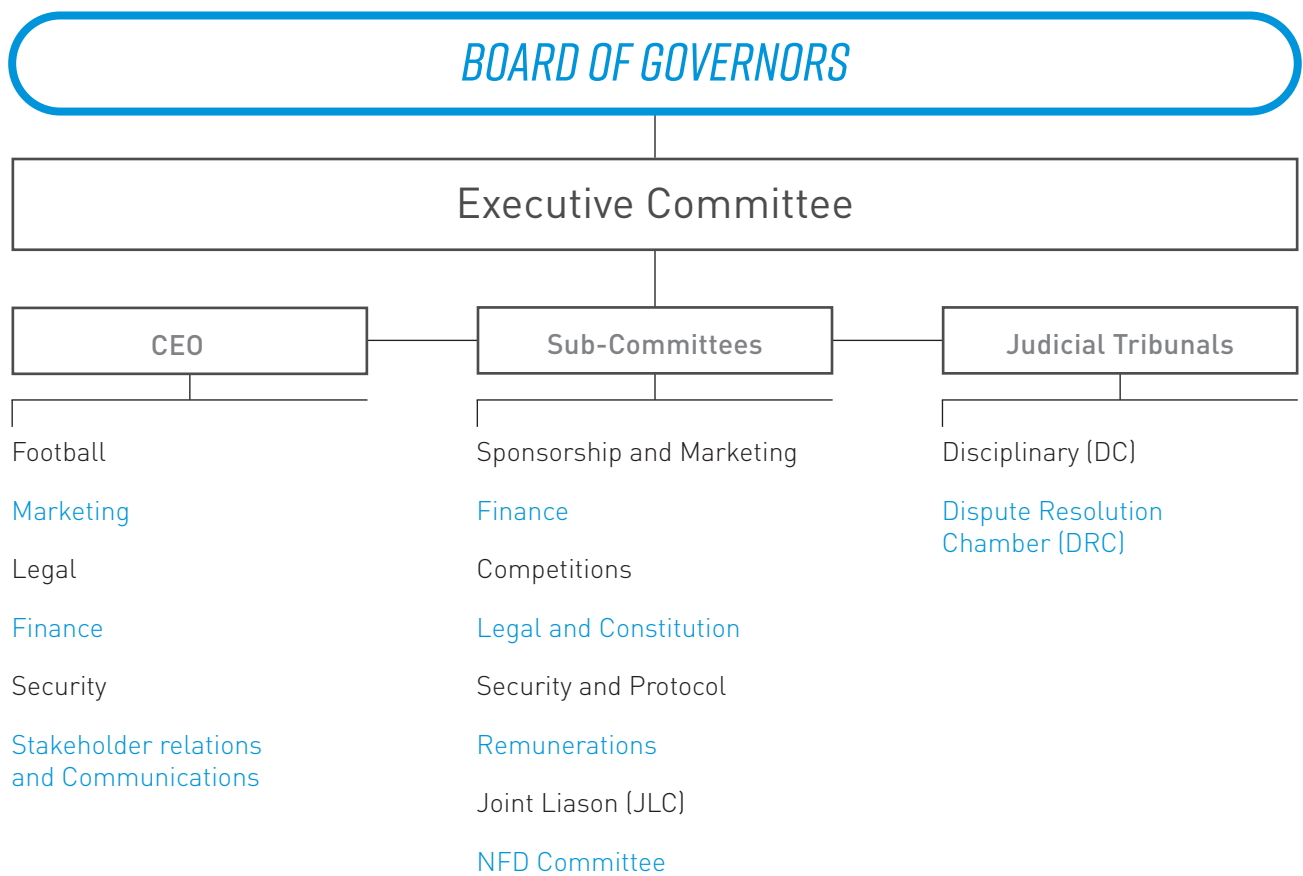 BOARD OF GOVERNORS
Executive Committee
CEO
Sub-Committees
Judicial Tribunals
Football
Marketing
Legal
Finance
Security
Stakeholder relations
and Communications
Sponsorship and Marketing
Finance
Competitions
Legal and Constitution
Security and Protocol
Remunerations
Joint Liason (JLC)
NFD Committee
Disciplinary (DC)
Dispute Resolution
Chamber (DRC)